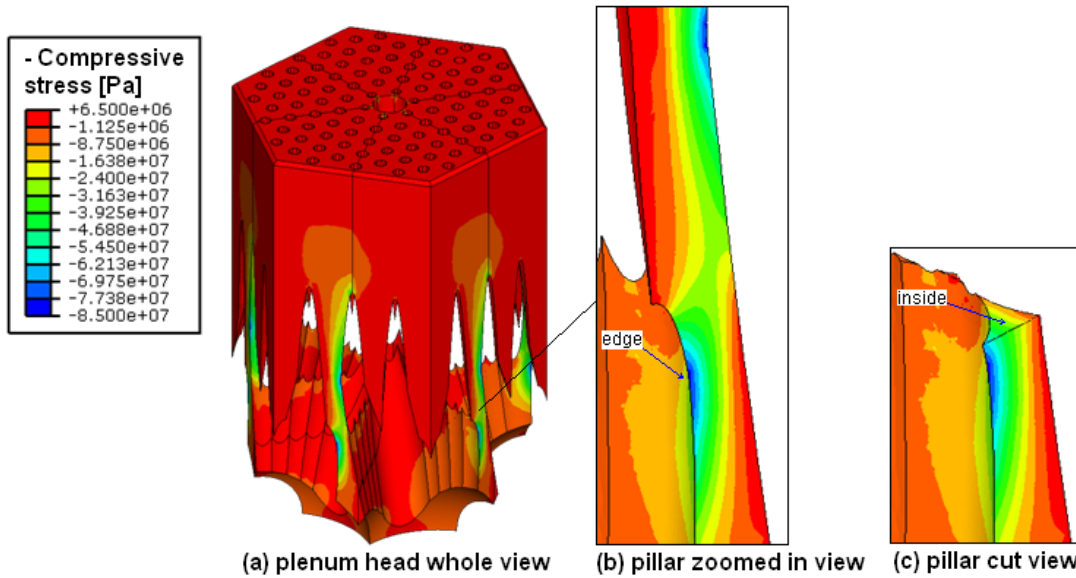 - Compressive
stress [Pa]
+6.500e+06
-1.125e+06
-8.750e+06
-1.638e+07
-2.400e+07
-3.163e+07
-3.925e+07
-4.688e+07
-5.450e+07
-6.213e+07
-6.975e+07
-7.738e+07
-8.500e+07
edge
inside
(a) plenum head whole view
(b) pillar zoomed in view
(c) pillar cut view